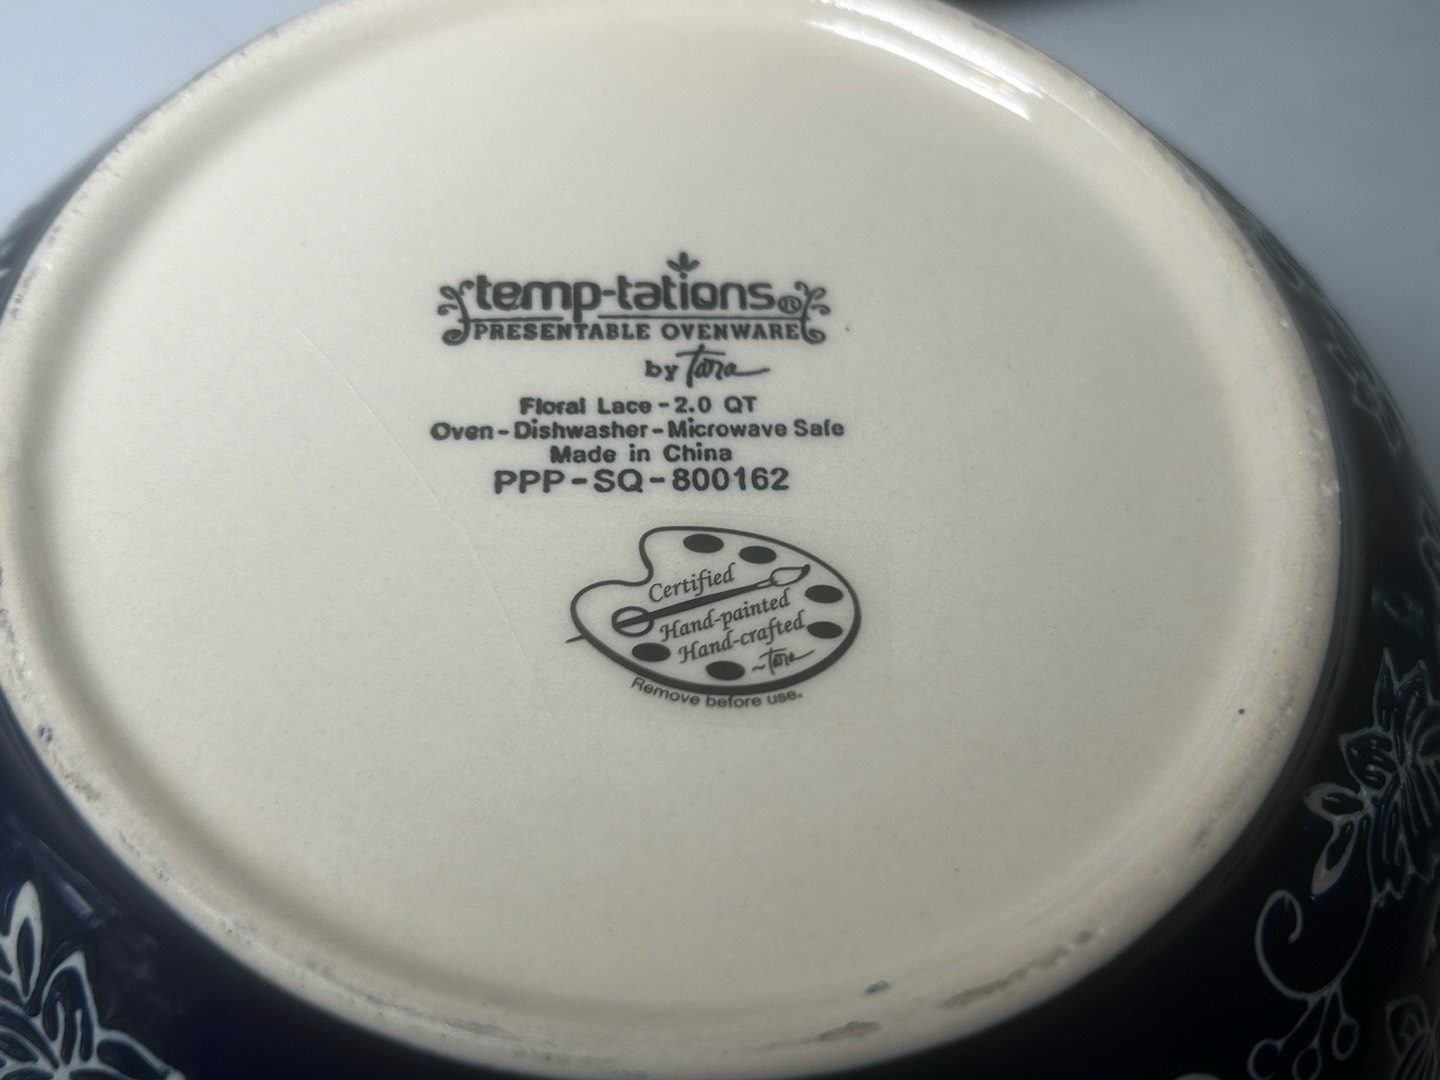 temp-tations®
PRESENTABLE OVENWARE
by Tara
Floral Lace - 2.0 QT
Oven - Dishwasher - Microwave Safe
Made in China
PPP - SQ - 800162
Certified
Hand-painted
Hand-crafted
~Tara
Remove before use.